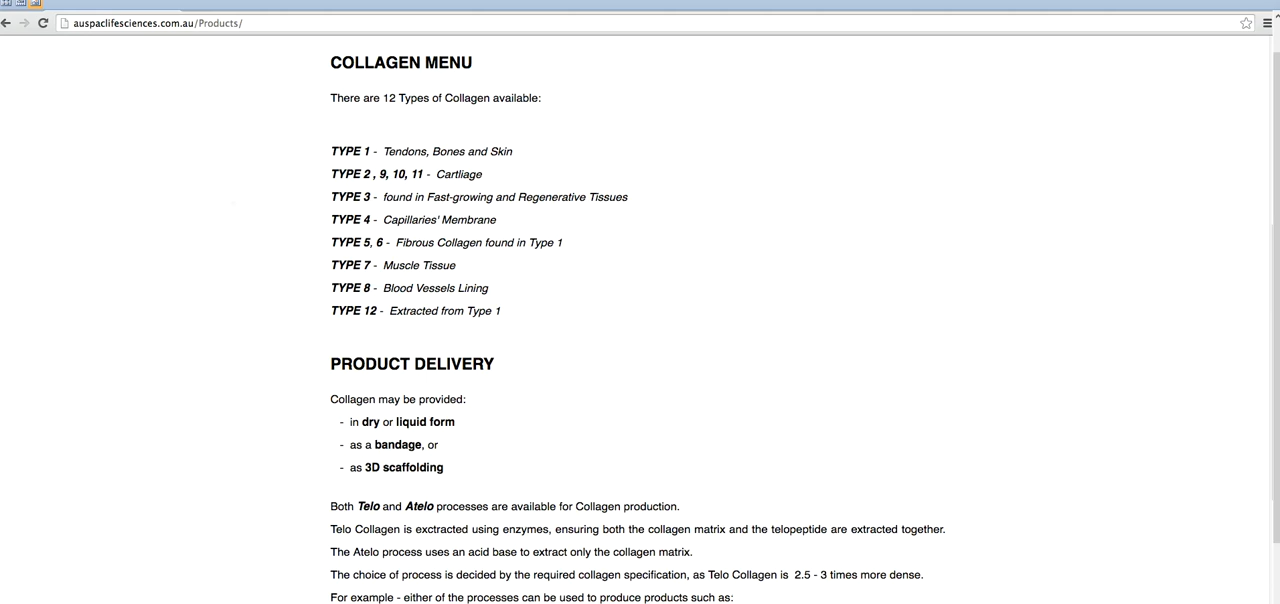 auspaclifesciences.com.au/Products/
COLLAGEN MENU
There are 12 Types of Collagen available:
TYPE 1 - Tendons, Bones and Skin
TYPE 2 , 9, 10, 11 - Cartliage
TYPE 3 - found in Fast-growing and Regenerative Tissues
TYPE 4 - Capillaries' Membrane
TYPE 5, 6 - Fibrous Collagen found in Type 1
TYPE 7 - Muscle Tissue
TYPE 8 - Blood Vessels Lining
TYPE 12 - Extracted from Type 1
PRODUCT DELIVERY
Collagen may be provided:
- in dry or liquid form
- as a bandage, or
- as 3D scaffolding
Both Telo and Atelo processes are available for Collagen production.
Telo Collagen is exctracted using enzymes, ensuring both the collagen matrix and the telopeptide are extracted together.
The Atelo process uses an acid base to extract only the collagen matrix.
The choice of process is decided by the required collagen specification, as Telo Collagen is 2.5 - 3 times more dense.
For example - either of the processes can be used to produce products such as: